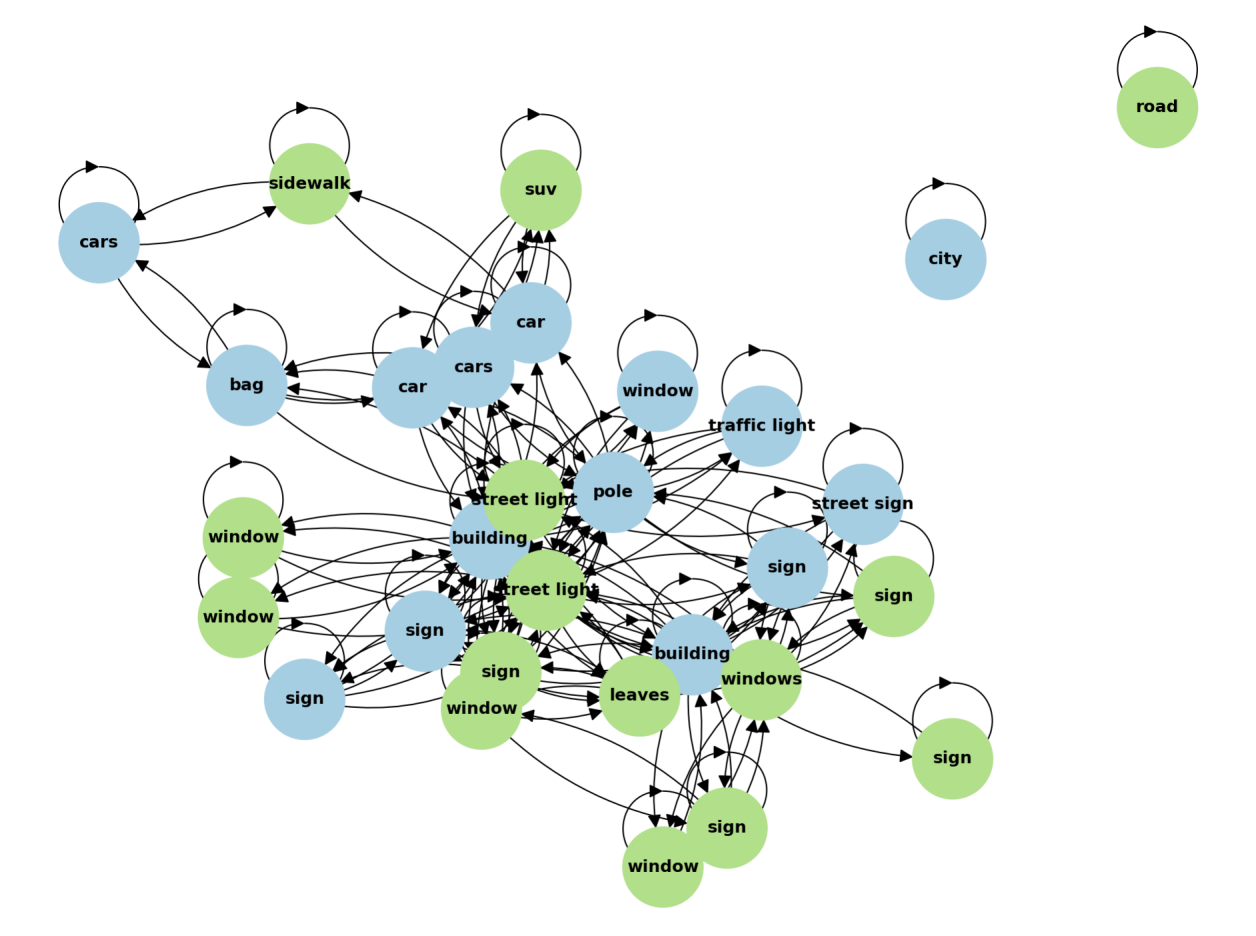 road
sidewalk
suv
cars
city
car
cars
bag
car
window
traffic light
pole
street light
street sign
window
building
sign
street light
sign
window
sign
building
sign
windows
leaves
sign
window
sign
sign
window